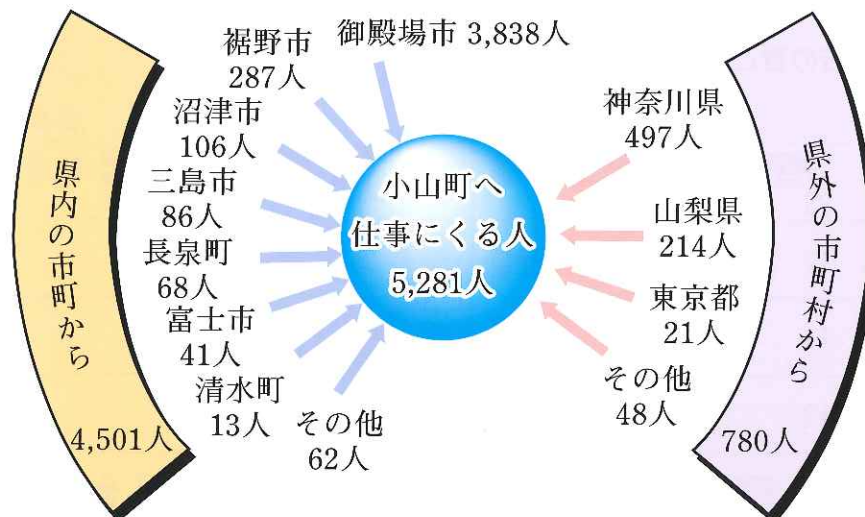 県内の市町から
4,501人
御殿場市 3,838人
裾野市
287人
沼津市
106人
三島市
86人
長泉町
68人
富士市
41人
清水町
13人
その他
62人
小山町へ
仕事にくる人
5,281人
神奈川県
497人
山梨県
214人
東京都
21人
その他
48人
県外の市町村から
780人